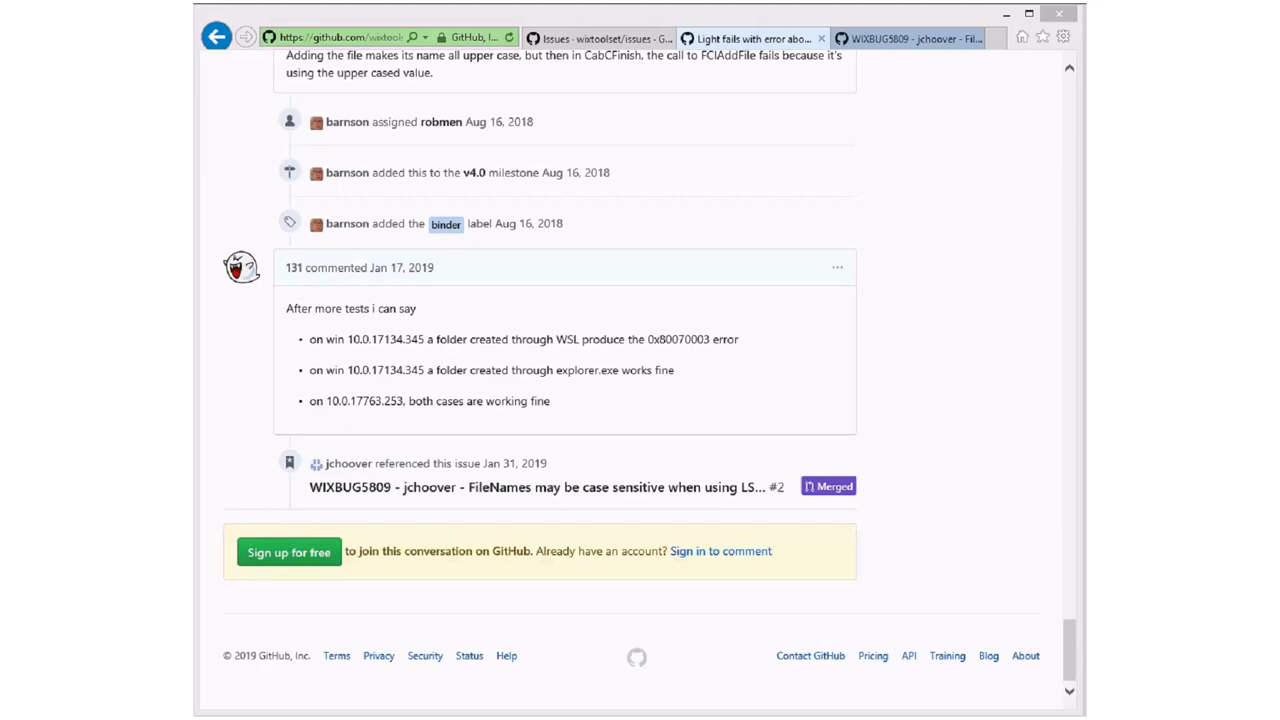 https://github.com/wixtools
GitHub, I...
Issues - wixtoolset/issues - G...
Light fails with error abo...
WIXBUG5809 - jchoover - Fil...
Adding the file makes its name all upper case, but then in CabCFinish, the call to FCIAddFile fails because it's
using the upper cased value.
barnson assigned robmen Aug 16, 2018
barnson added this to the v4.0 milestone Aug 16, 2018
barnson added the binder label Aug 16, 2018
131 commented Jan 17, 2019
After more tests i can say
• on win 10.0.17134.345 a folder created through WSL produce the 0x80070003 error
• on win 10.0.17134.345 a folder created through explorer.exe works fine
• on 10.0.17763.253, both cases are working fine
jchoover referenced this issue Jan 31, 2019
WIXBUG5809 - jchoover - FileNames may be case sensitive when using LS... #2 Merged
Sign up for free to join this conversation on GitHub. Already have an account? Sign in to comment
© 2019 GitHub, Inc. Terms Privacy Security Status Help Contact GitHub Pricing API Training Blog About